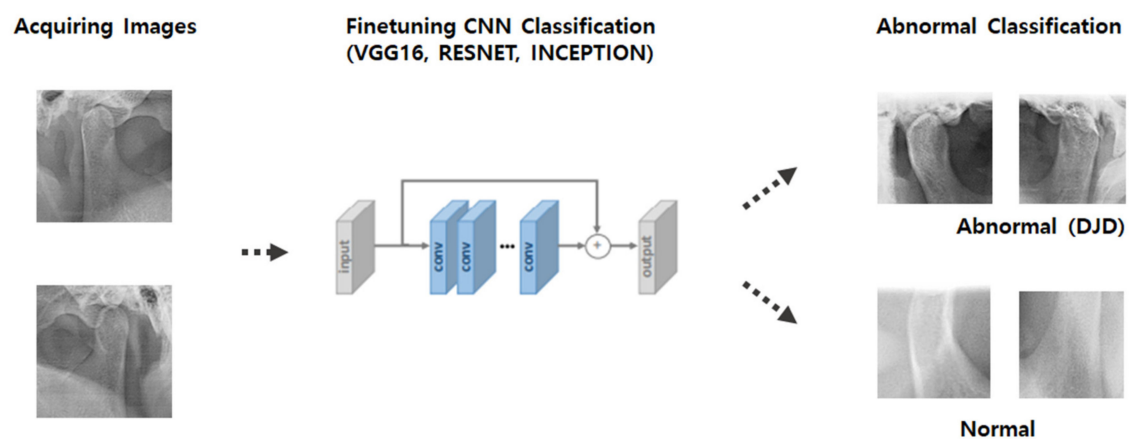 Acquiring Images
Finetuning CNN Classification
(VGG16, RESNET, INCEPTION)
Abnormal Classification
input
conv
conv
...
conv
+
output
Abnormal (DJD)
Normal